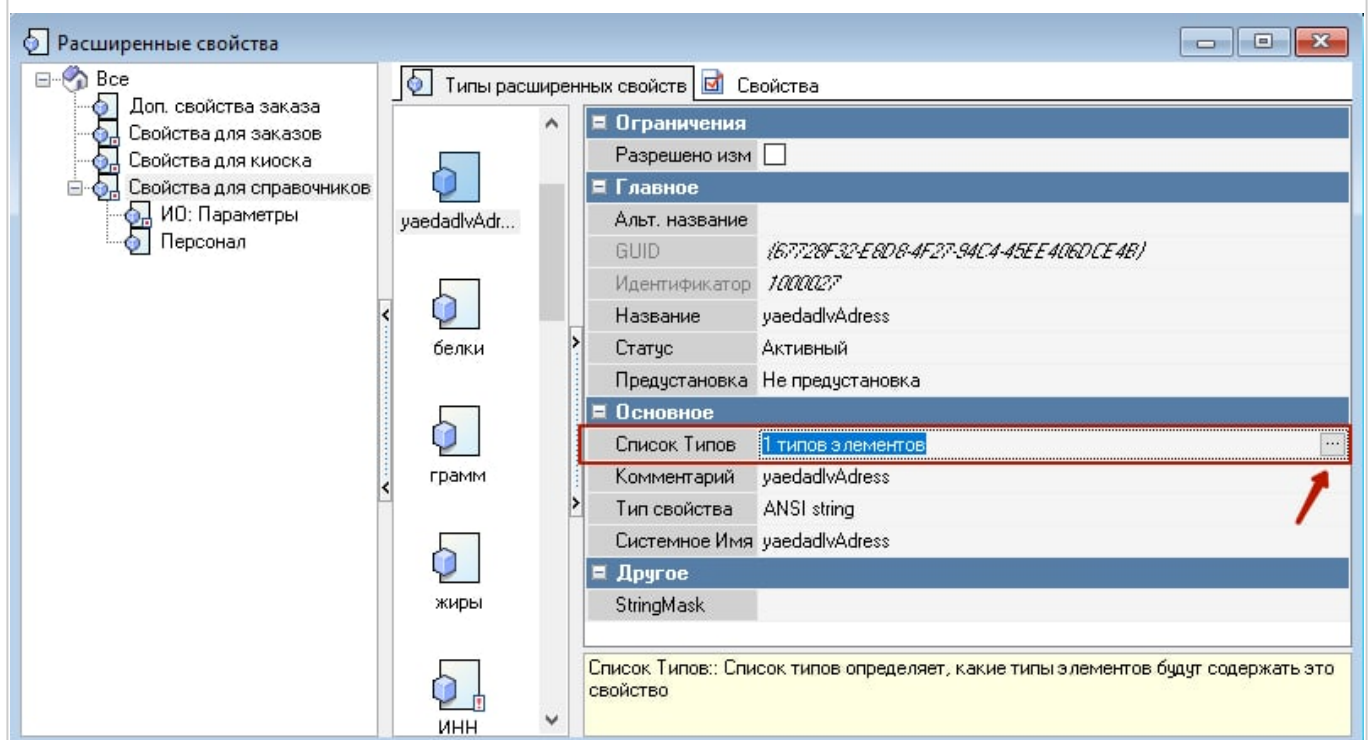 Расширенные свойства
Все
Доп. свойства заказа
Свойства для заказов
Свойства для киоска
Свойства для справочников
ИО: Параметры
Персонал
Типы расширенных свойств
Свойства
yaedadlvAdr...
белки
грамм
жиры
ИНН
Ограничения
Разрешено изм
Главное
Альт. название
GUID {67728F32-E8D8-4F27-94C4-45EE406DCE4B}
Идентификатор 1000027
Название yaedadlvAdress
Статус Активный
Предустановка Не предустановка
Основное
Список Типов 1 типов элементов ...
Комментарий yaedadlvAdress
Тип свойства ANSI string
Системное Имя yaedadlvAdress
Другое
StringMask
Список Типов:: Список типов определяет, какие типы элементов будут содержать это
свойство